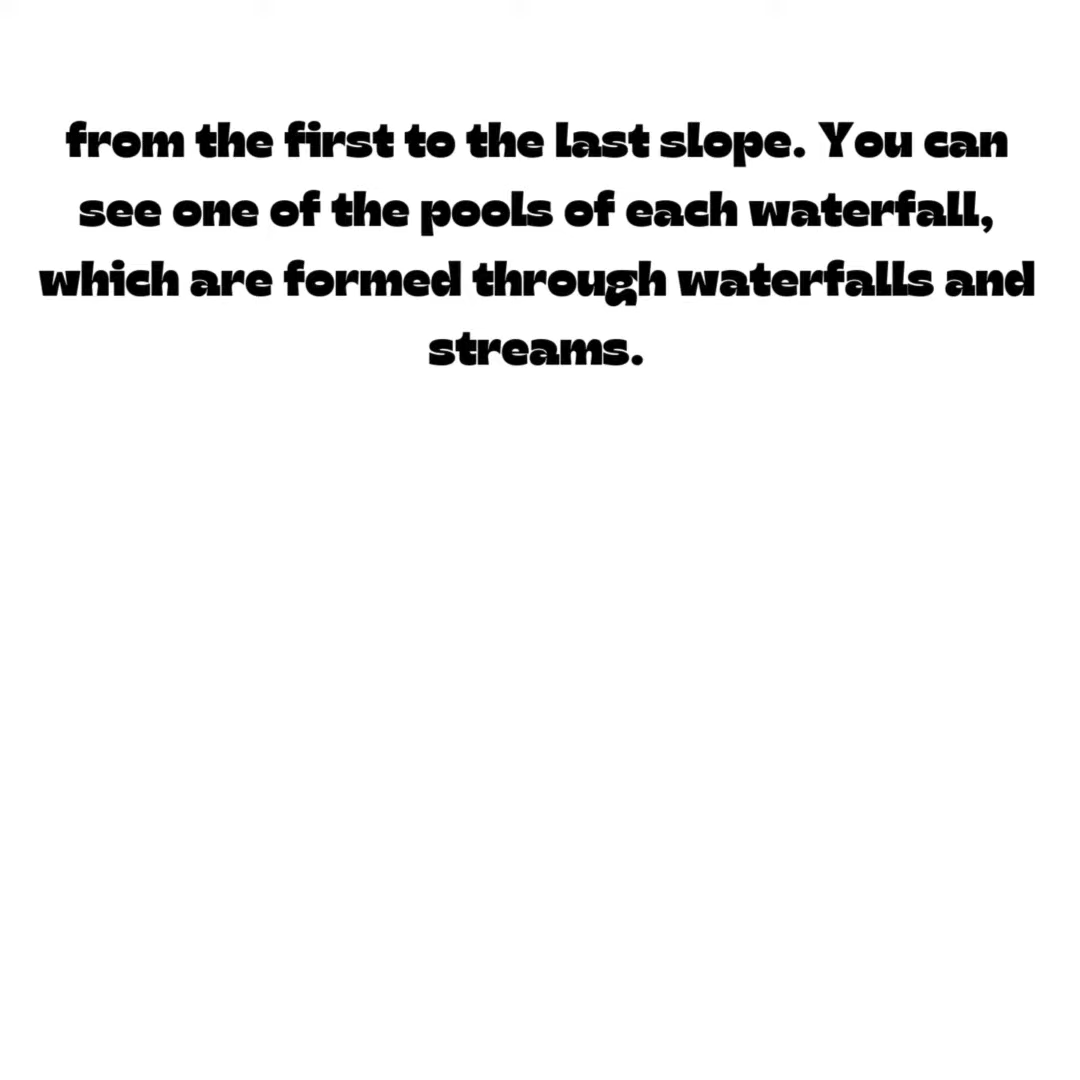 from the first to the last slope. You can
see one of the pools of each waterfall,
which are formed through waterfalls and
streams.